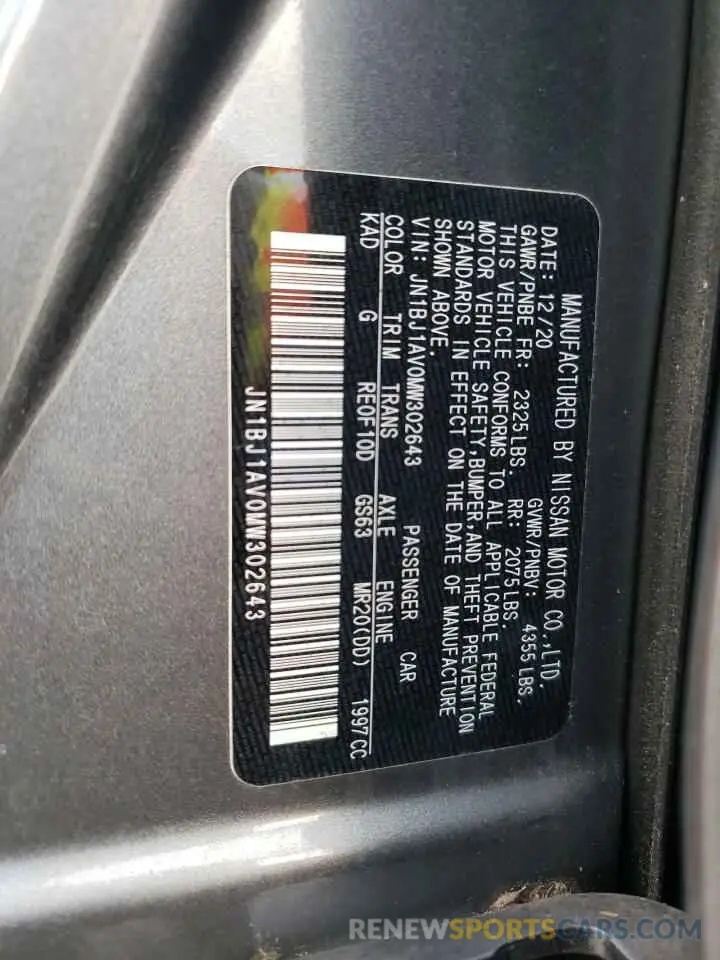 MANUFACTURED BY NISSAN MOTOR CO.,LTD.
DATE: 12/20 GVWR/PNBV: 4355LBS.
GAWR/PNBE FR: 2325LBS. RR: 2075LBS.
THIS VEHICLE CONFORMS TO ALL APPLICABLE FEDERAL
MOTOR VEHICLE SAFETY,BUMPER,AND THEFT PREVENTION
STANDARDS IN EFFECT ON THE DATE OF MANUFACTURE
SHOWN ABOVE.
VIN: JN1BJ1AV0MW302643 PASSENGER CAR
COLOR TRIM TRANS AXLE ENGINE
KAD G RE0F10D GS63 MR20(DD) 1997CC
JN1BJ1AV0MW302643
RENEWSPORTSCARS.COM